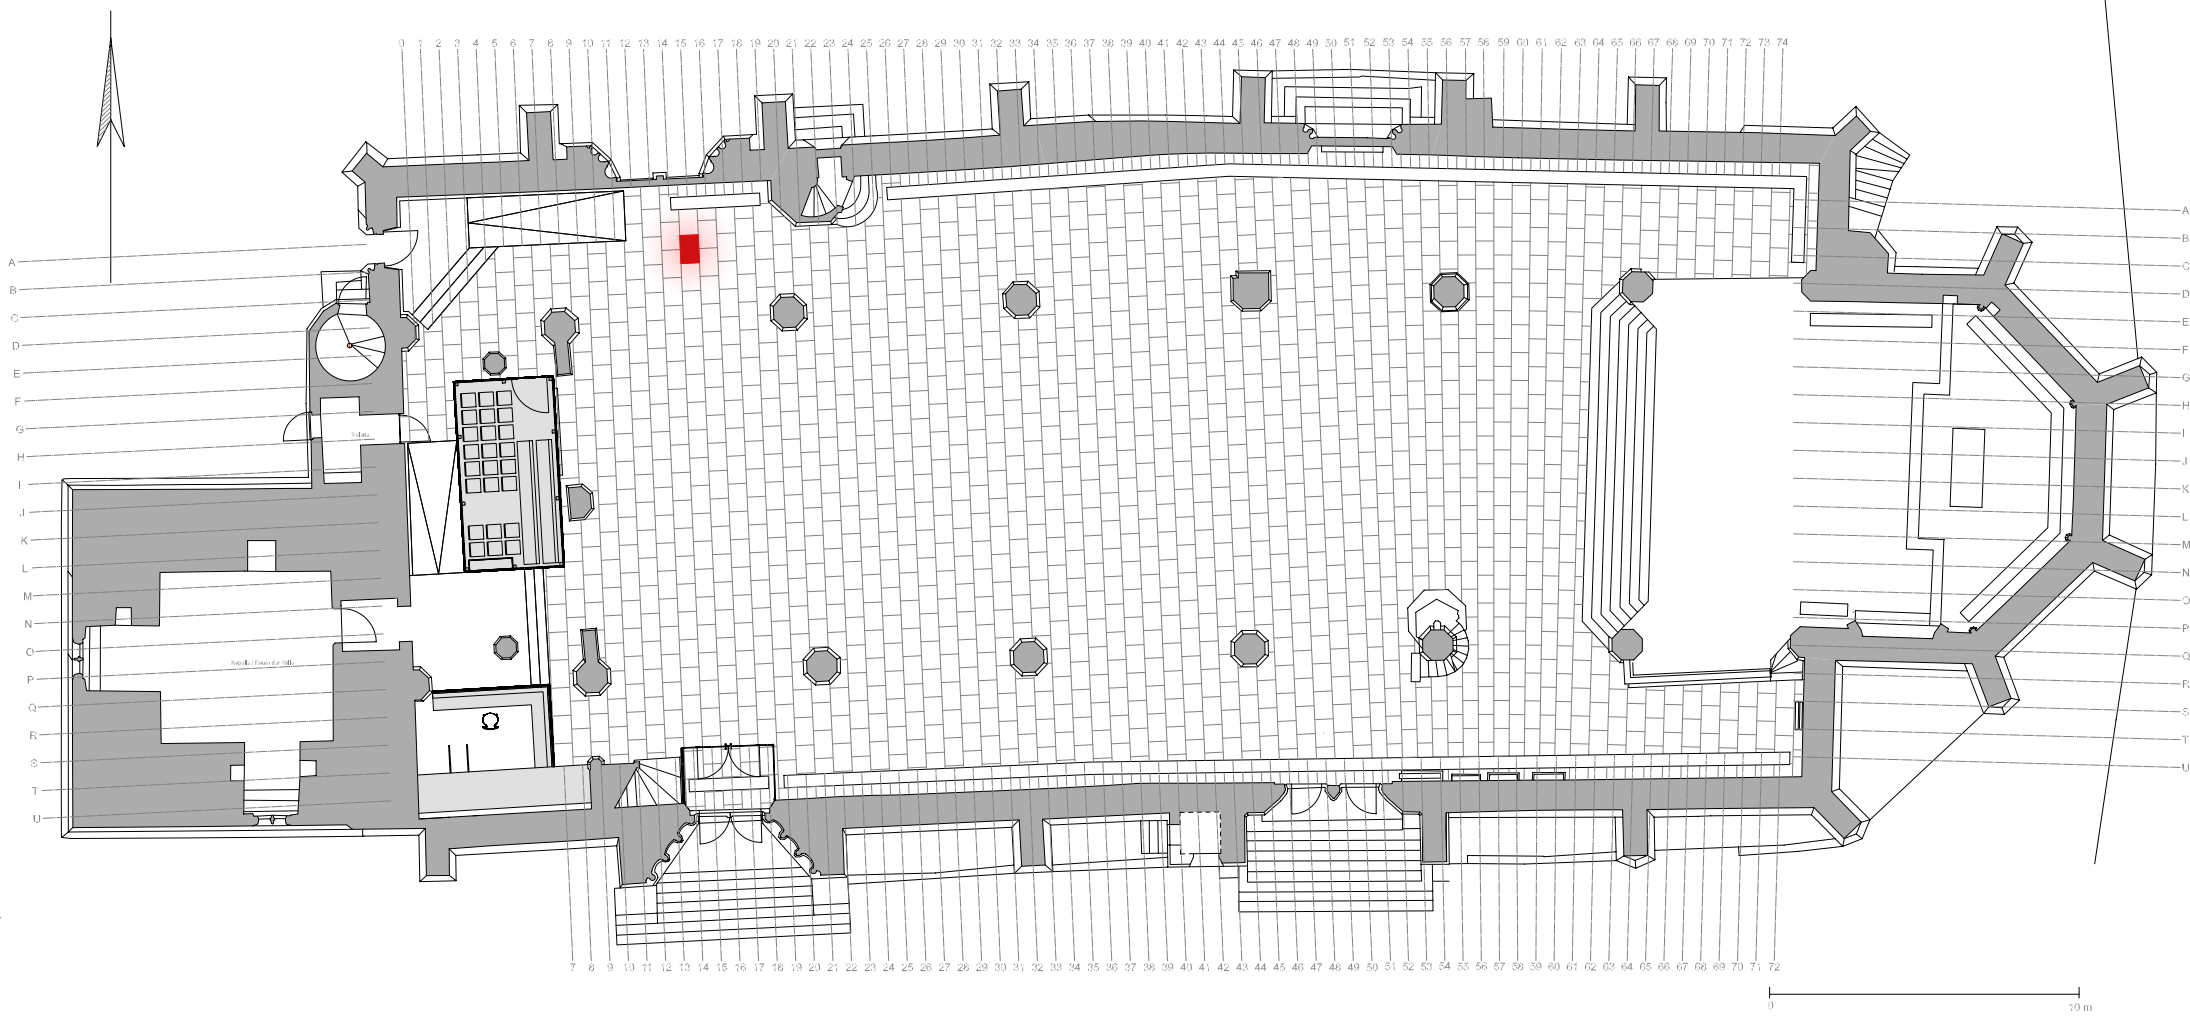 0 1 2 3 4 5 6 7 8 9 10 11 12 13 14 15 16 17 18 19 20 21 22 23 24 25 26 27 28 29 30 31 32 33 34 35 36 37 38 39 40 41 42 43 44 45 46 47 48 49 50 51 52 53 54 55 56 57 58 59 60 61 62 63 64 65 66 67 68 69 70 71 72 73 74
A
B
C
D
E
F
G
H
I
J
K
L
M
N
O
P
Q
R
S
T
U
A
B
C
D
E
F
G
H
I
J
K
L
M
N
O
P
Q
R
S
T
U
Kapelle / Raum der Stille
7 8 9 10 11 12 13 14 15 16 17 18 19 20 21 22 23 24 25 26 27 28 29 30 31 32 33 34 35 36 37 38 39 40 41 42 43 44 45 46 47 48 49 50 51 52 53 54 55 56 57 58 59 60 61 62 63 64 65 66 67 68 69 70 71 72
0 10 m